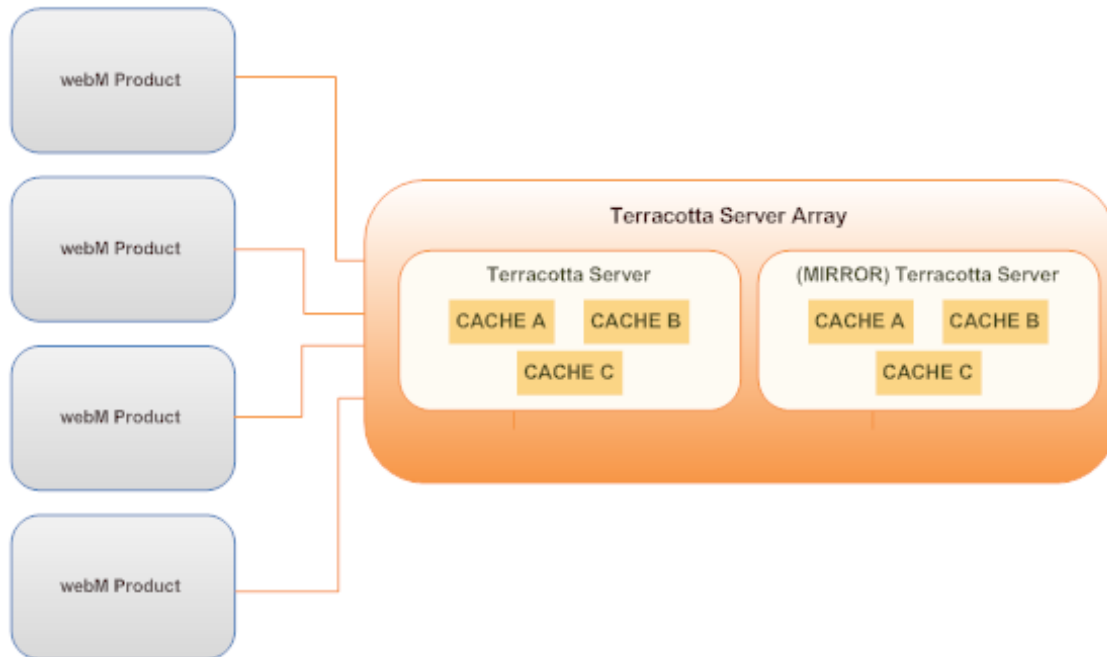 webM Product
webM Product
webM Product
webM Product
Terracotta Server Array
Terracotta Server
CACHE A
CACHE B
CACHE C
(MIRROR) Terracotta Server
CACHE A
CACHE B
CACHE C